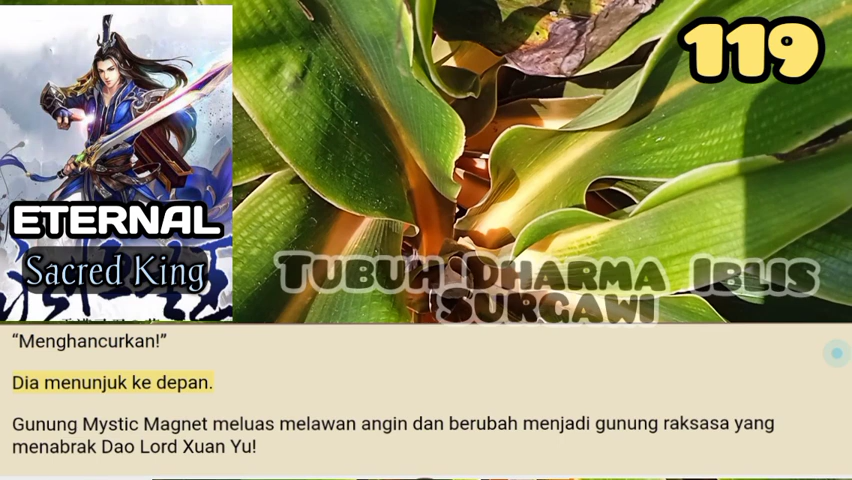 119
ETERNAL
Sacred King
TUBUH DHARMA IBLIS
SURGAWI
“Menghancurkan!”
Dia menunjuk ke depan.
Gunung Mystic Magnet meluas melawan angin dan berubah menjadi gunung raksasa yang
menabrak Dao Lord Xuan Yu!